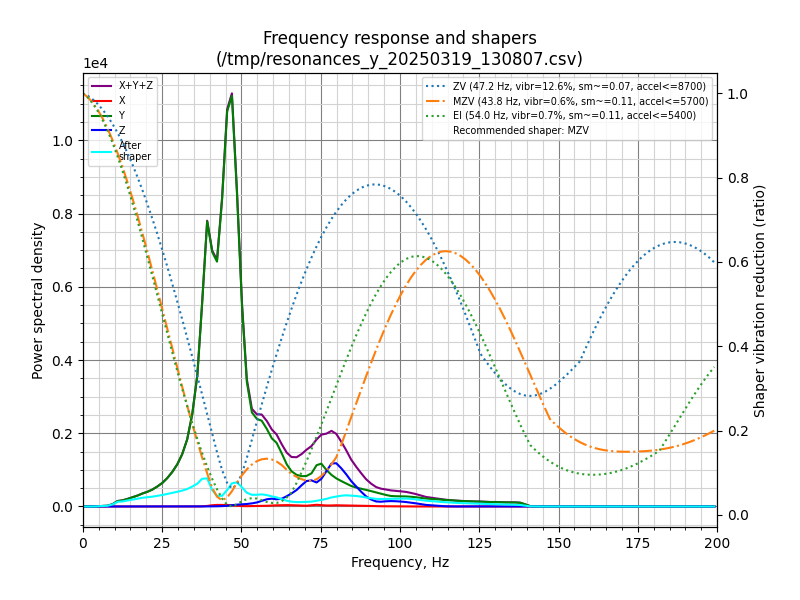 Frequency response and shapers
(/tmp/resonances_y_20250319_130807.csv)
1e4
X+Y+Z
X
Y
Z
After
shaper
ZV (47.2 Hz, vibr=12.6%, sm~=0.07, accel<=8700)
MZV (43.8 Hz, vibr=0.6%, sm~=0.11, accel<=5700)
EI (54.0 Hz, vibr=0.7%, sm~=0.11, accel<=5400)
Recommended shaper: MZV
Power spectral density
1.0
0.8
0.6
0.4
0.2
0.0
1.0
0.8
0.6
0.4
0.2
0.0
Shaper vibration reduction (ratio)
0 25 50 75 100 125 150 175 200
Frequency, Hz